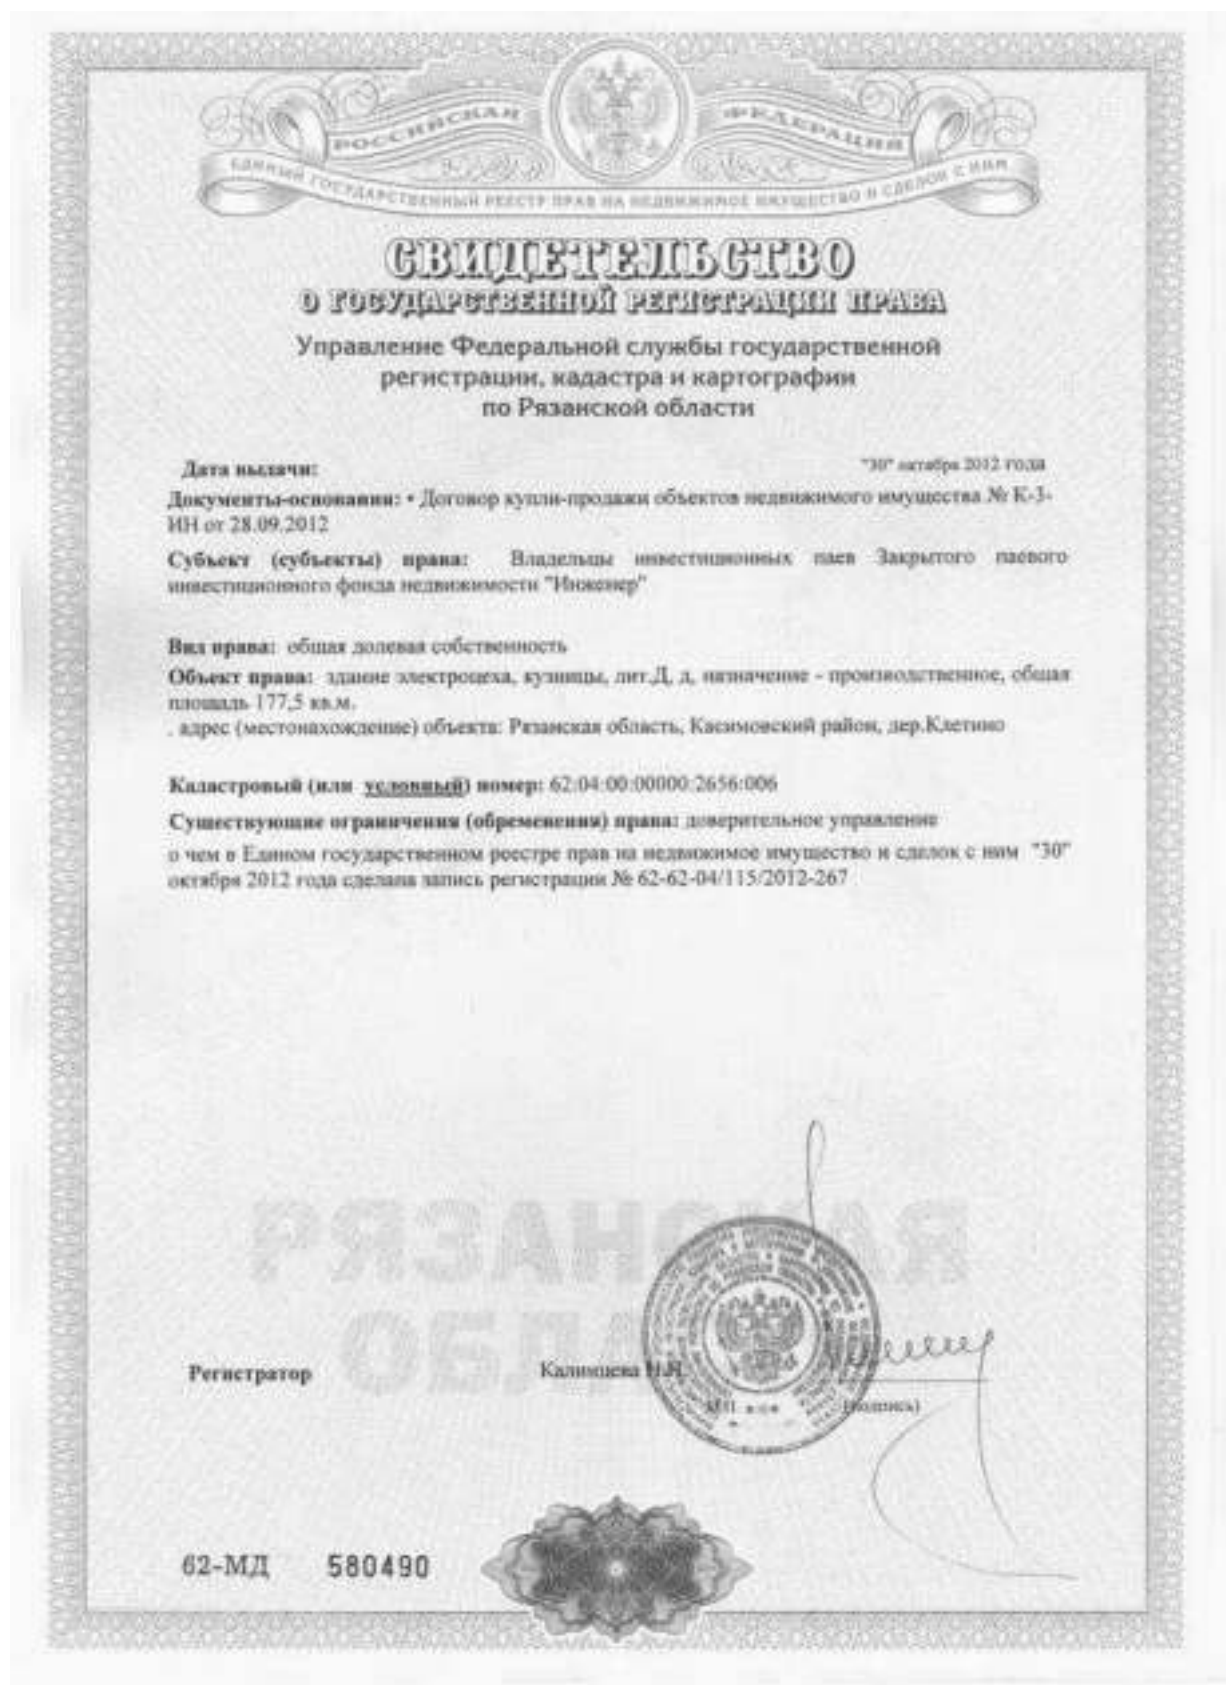 РОССИЙСКАЯ ФЕДЕРАЦИЯ
ЕДИНЫЙ ГОСУДАРСТВЕННЫЙ РЕЕСТР ПРАВ НА НЕДВИЖИМОЕ ИМУЩЕСТВО И СДЕЛОК С НИМ
СВИДЕТЕЛЬСТВО
О ГОСУДАРСТВЕННОЙ РЕГИСТРАЦИИ ПРАВА
Управление Федеральной службы государственной
регистрации, кадастра и картографии
по Рязанской области
Дата выдачи: "30" октября 2012 года
Документы-основания: • Договор купли-продажи объектов недвижимого имущества № К-3-
ИН от 28.09.2012
Субъект (субъекты) права: Владельцы инвестиционных паев Закрытого паевого
инвестиционного фонда недвижимости "Инженер"
Вид права: общая долевая собственность
Объект права: здание электроцеха, кузницы, лит.Д, д, назначение - производственное, общая
площадь 177,5 кв.м.
. адрес (местонахождение) объекта: Рязанская область, Касимовский район, дер.Клетино
Кадастровый (или условный) номер: 62:04:00:00000:2656:006
Существующие ограничения (обременения) права: доверительное управление
о чем в Едином государственном реестре прав на недвижимое имущество и сделок с ним "30"
октября 2012 года сделана запись регистрации № 62-62-04/115/2012-267
Регистратор Калинцева Н.Н.
М.П. (подпись)
62-МД 580490